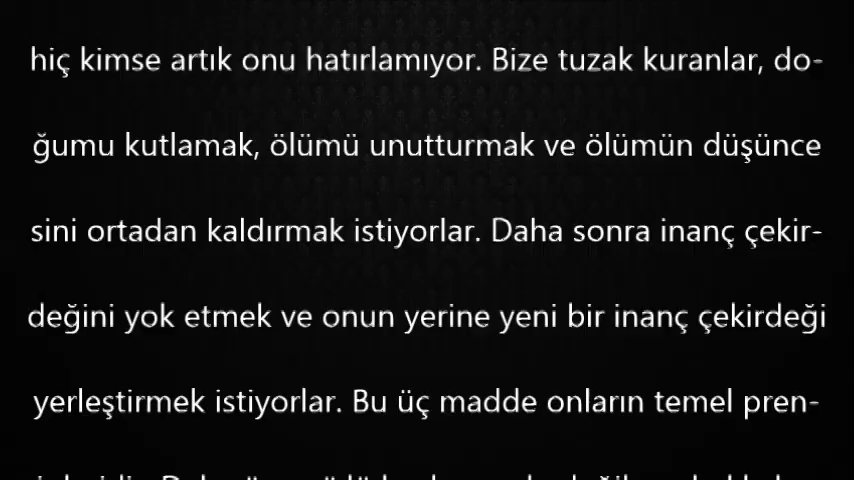 hiç kimse artık onu hatırlamıyor. Bize tuzak kuranlar, do-
ğumu kutlamak, ölümü unutturmak ve ölümün düşünce
sini ortadan kaldırmak istiyorlar. Daha sonra inanç çekir-
değini yok etmek ve onun yerine yeni bir inanç çekirdeği
yerleştirmek istiyorlar. Bu üç madde onların temel pren-